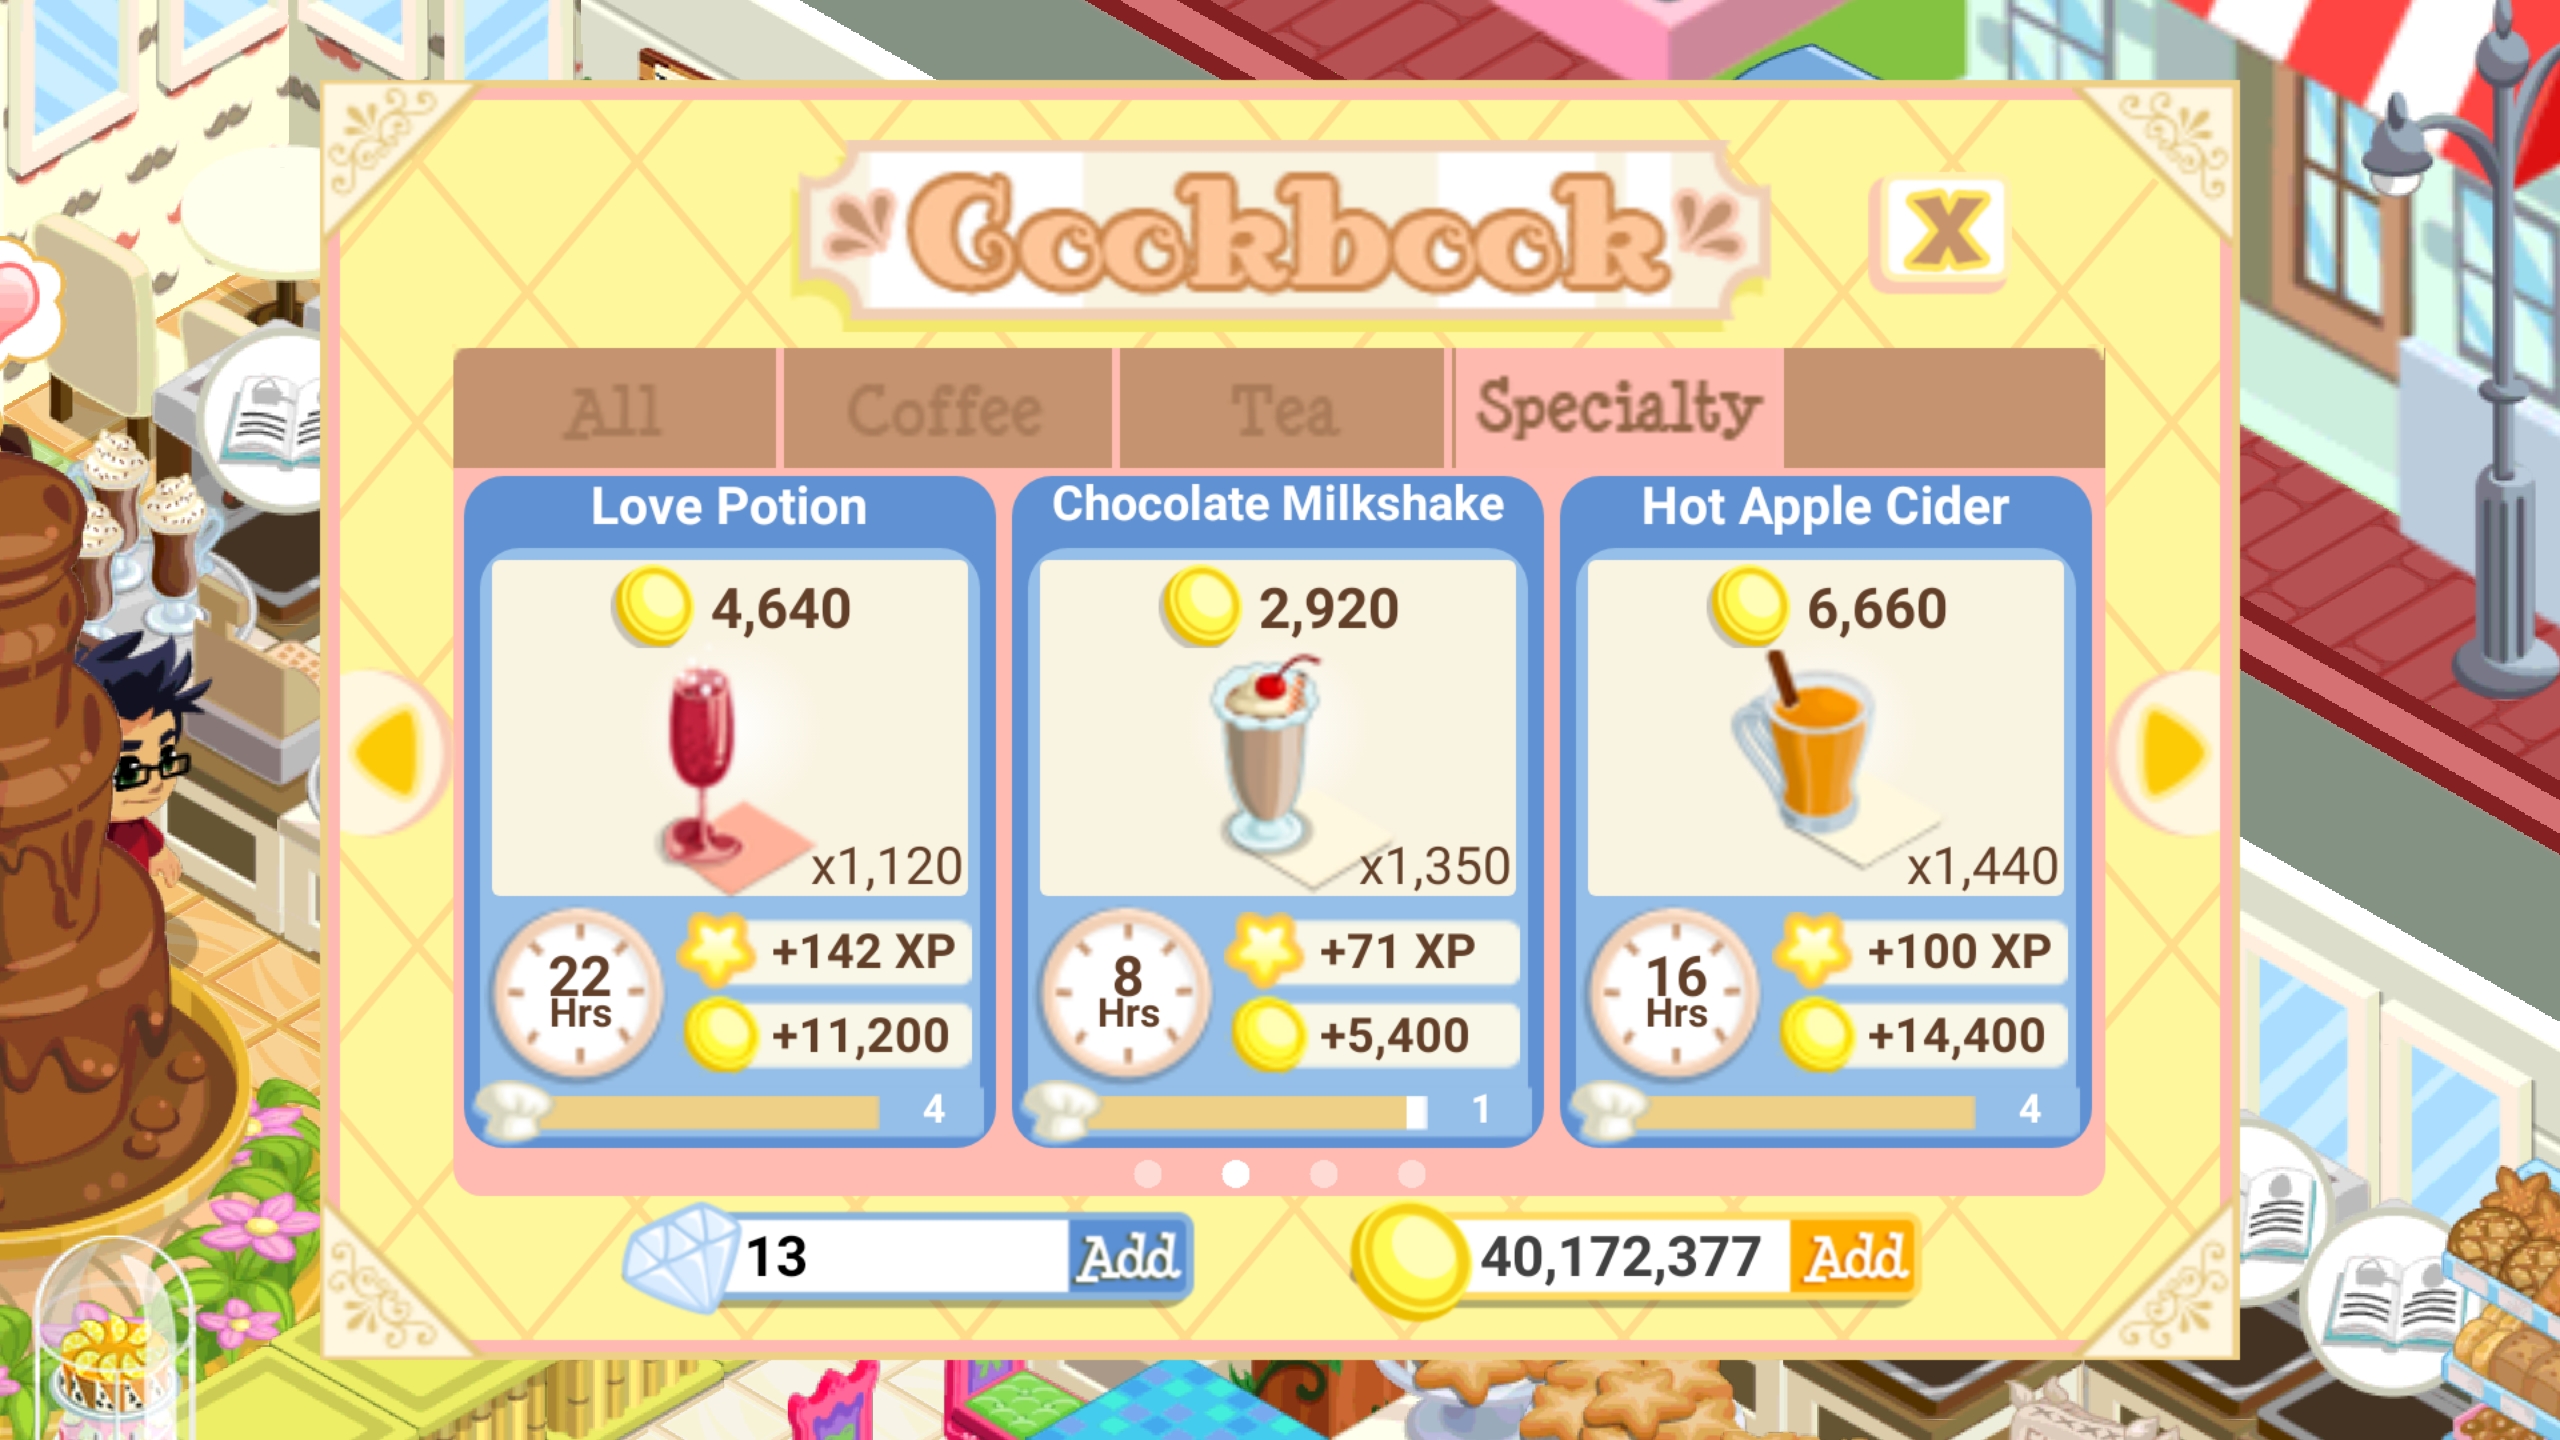 Cookbook
X
All
Coffee
Tea
Specialty
Love Potion
4,640
x1,120
22
Hrs
+142 XP
+11,200
4
Chocolate Milkshake
2,920
x1,350
8
Hrs
+71 XP
+5,400
1
Hot Apple Cider
6,660
x1,440
16
Hrs
+100 XP
+14,400
4
13
Add
40,172,377
Add